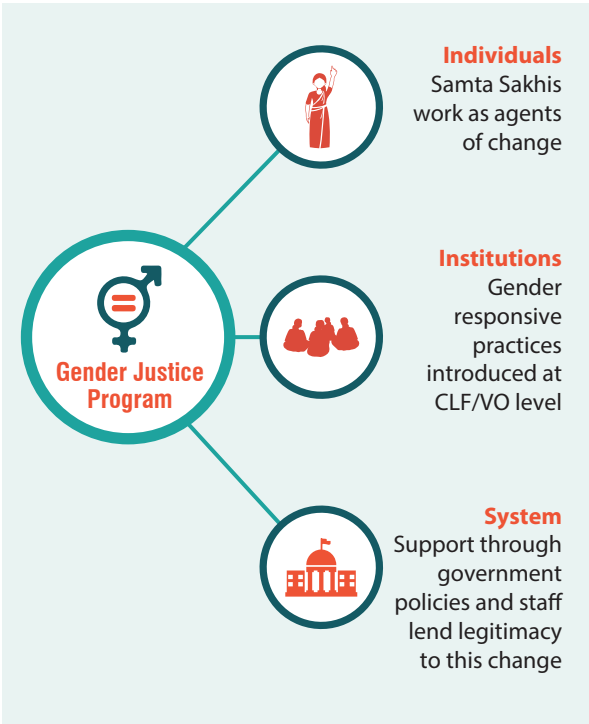 Individuals
Samta Sakhis
work as agents
of change
Gender Justice
Program
Institutions
Gender
responsive
practices
introduced at
CLF/VO level
System
Support through
government
policies and staff
lend legitimacy
to this change